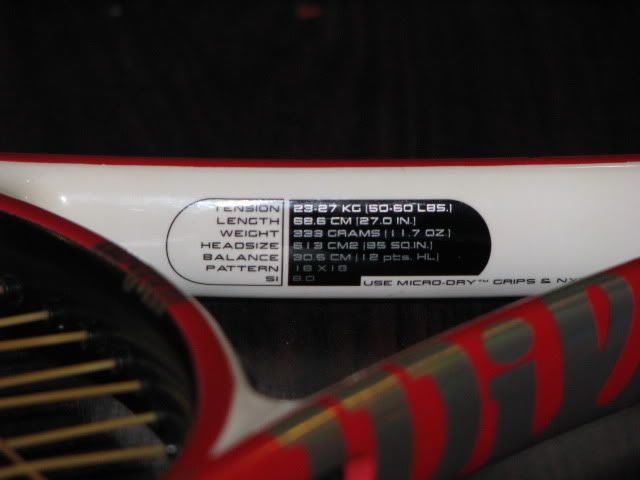 TENSION 23-27 KG (50-60 LBS.)
LENGTH 68.6 CM (27.0 IN.)
WEIGHT 333 GRAMS (11.7 OZ.)
HEADSIZE 613 CM2 (95 SQ.IN.)
BALANCE 30.5 CM (12 pts. HL)
PATTERN 16 X 18
SI 60
USE MICRO-DRY™ GRIPS & NY